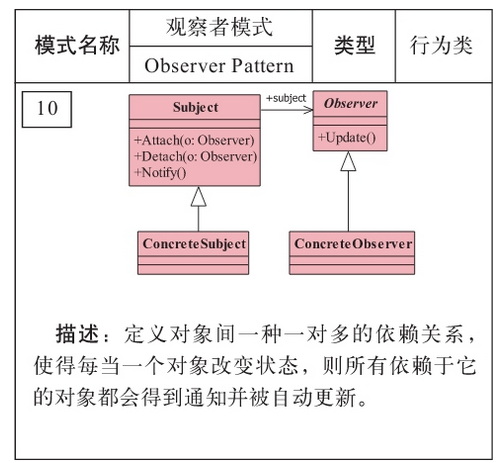 模式名称
观察者模式
Observer Pattern
类型
行为类
10
Subject
+Attach(o: Observer)
+Detach(o: Observer)
+Notify()
+subject
Observer
+Update()
ConcreteSubject
ConcreteObserver
描述：定义对象间一种一对多的依赖关系，
使得每当一个对象改变状态，则所有依赖于它
的对象都会得到通知并被自动更新。